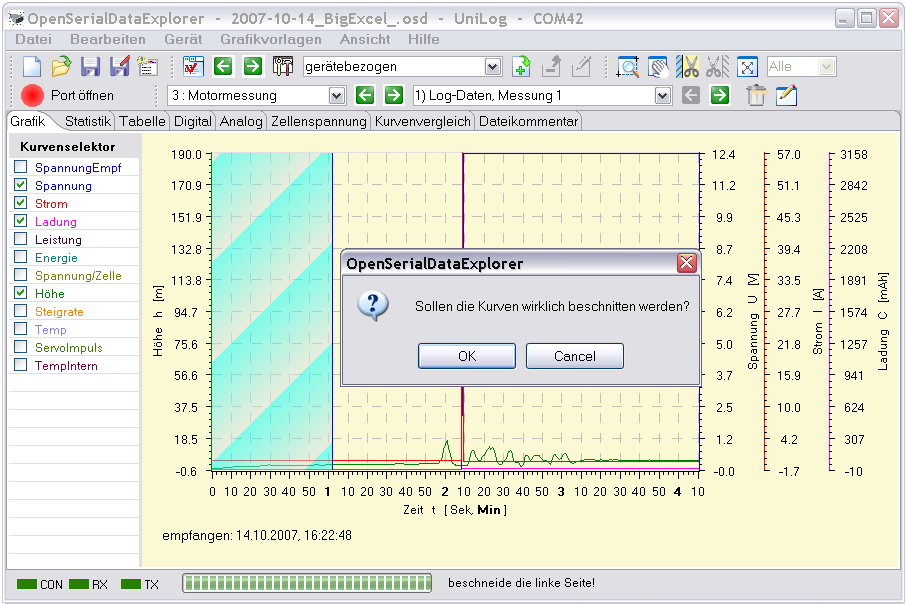 OpenSerialDataExplorer - 2007-10-14_BigExcel_.osd - UniLog - COM42
Datei Bearbeiten Gerät Grafikvorlagen Ansicht Hilfe
gerätebezogen Alle
Port öffnen 3 : Motormessung 1) Log-Daten, Messung 1
Grafik Statistik Tabelle Digital Analog Zellenspannung Kurvenvergleich Dateikommentar
Kurvenselektor
SpannungEmpf
Spannung
Strom
Ladung
Leistung
Energie
Spannung/Zelle
Höhe
Steigrate
Temp
ServoImpuls
TempIntern
Höhe h [m]
190.0
170.9
151.9
132.8
113.8
94.7
75.6
56.6
37.5
18.5
-0.6
OpenSerialDataExplorer
Sollen die Kurven wirklich beschnitten werden?
OK Cancel
12.4
11.2
9.9
8.7
7.4
6.2
5.0
3.7
2.5
1.2
-0.0
Spannung U [V]
57.0
51.1
45.3
39.4
33.5
27.7
21.8
15.9
10.0
4.2
-1.7
Strom I [A]
3158
2842
2525
2208
1891
1574
1257
941
624
307
-10
Ladung C [mAh]
0 10 20 30 40 50 1 10 20 30 40 50 2 10 20 30 40 50 3 10 20 30 40 50 4 10
Zeit t [Sek, Min]
empfangen: 14.10.2007, 16:22:48
CON RX TX beschneide die linke Seite!